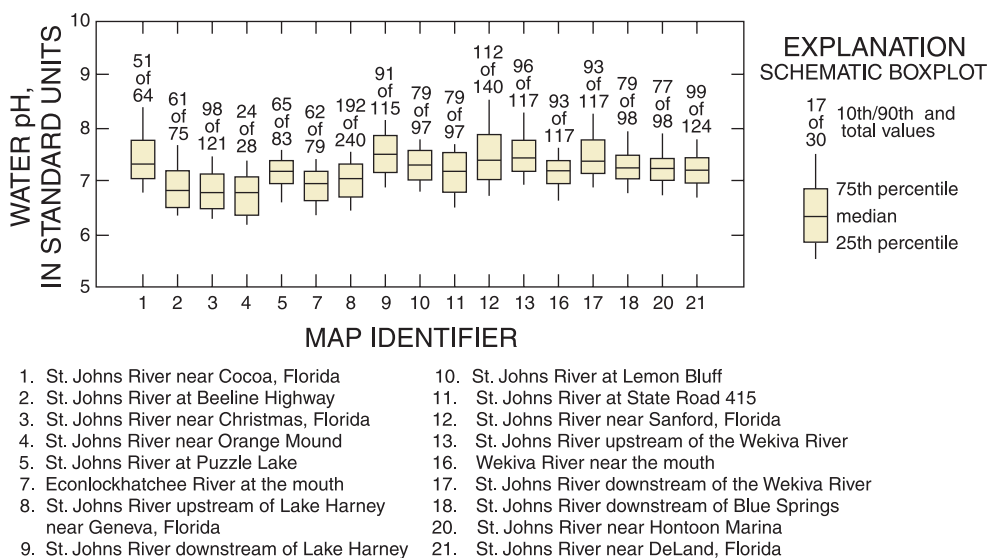 10
9
8
7
6
5
WATER pH,
IN STANDARD UNITS
51 of 64
61 of 75
98 of 121
24 of 28
65 of 83
62 of 79
192 of 240
91 of 115
79 of 97
79 of 97
112 of 140
96 of 117
93 of 117
93 of 117
79 of 98
77 of 98
99 of 124
1 2 3 4 5 7 8 9 10 11 12 13 16 17 18 20 21
MAP IDENTIFIER
EXPLANATION
SCHEMATIC BOXPLOT
17 of 30
10th/90th and
total values
75th percentile
median
25th percentile
1. St. Johns River near Cocoa, Florida
2. St. Johns River at Beeline Highway
3. St. Johns River near Christmas, Florida
4. St. Johns River near Orange Mound
5. St. Johns River at Puzzle Lake
7. Econlockhatchee River at the mouth
8. St. Johns River upstream of Lake Harney
near Geneva, Florida
9. St. Johns River downstream of Lake Harney
10. St. Johns River at Lemon Bluff
11. St. Johns River at State Road 415
12. St. Johns River near Sanford, Florida
13. St. Johns River upstream of the Wekiva River
16. Wekiva River near the mouth
17. St. Johns River downstream of the Wekiva River
18. St. Johns River downstream of Blue Springs
20. St. Johns River near Hontoon Marina
21. St. Johns River near DeLand, Florida